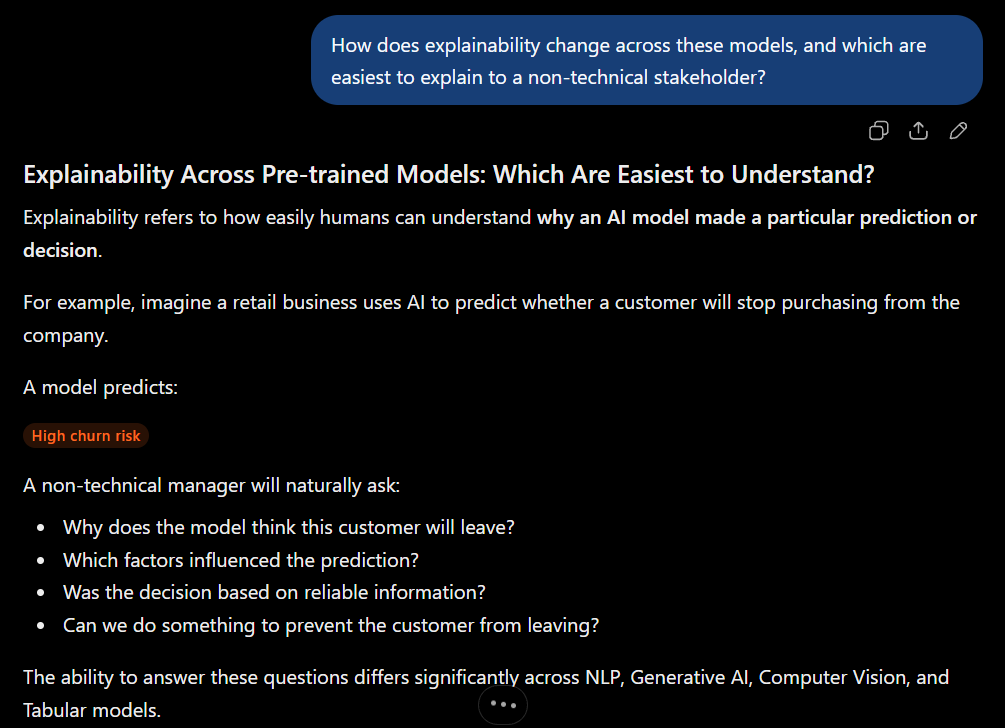 How does explainability change across these models, and which are
easiest to explain to a non-technical stakeholder?
Explainability Across Pre-trained Models: Which Are Easiest to Understand?
Explainability refers to how easily humans can understand why an AI model made a particular prediction or
decision.
For example, imagine a retail business uses AI to predict whether a customer will stop purchasing from the
company.
A model predicts:
High churn risk
A non-technical manager will naturally ask:
• Why does the model think this customer will leave?
• Which factors influenced the prediction?
• Was the decision based on reliable information?
• Can we do something to prevent the customer from leaving?
The ability to answer these questions differs significantly across NLP, Generative AI, Computer Vision, and
Tabular models.